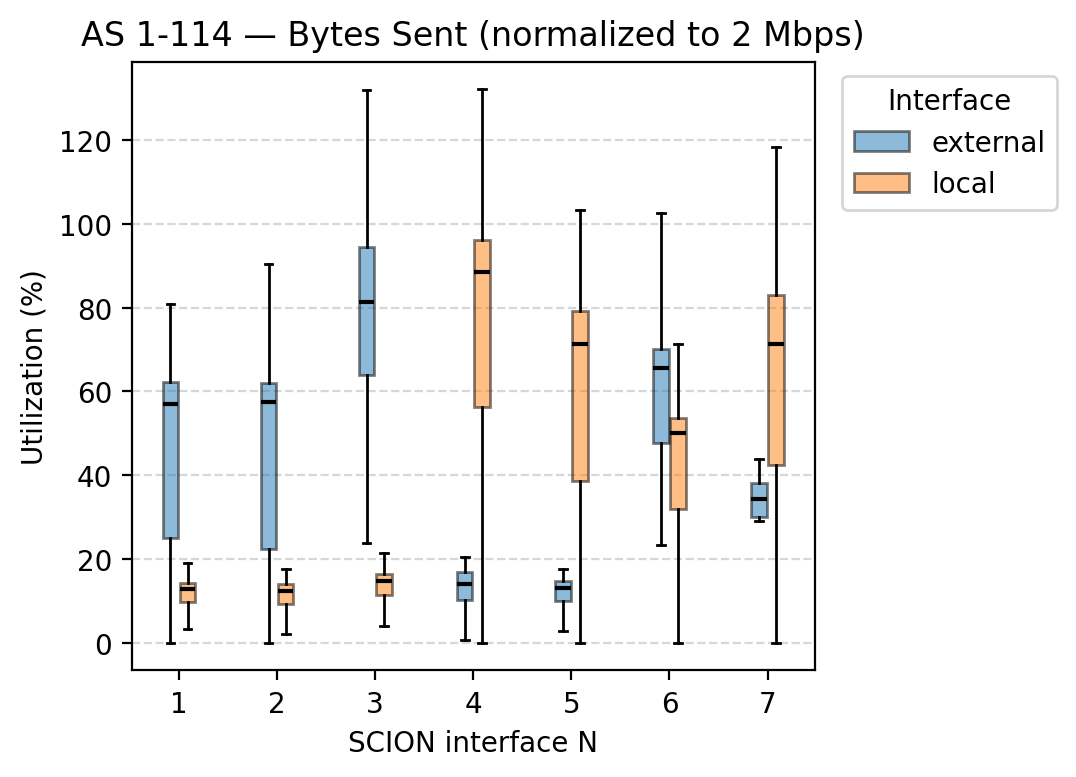 AS 1-114 — Bytes Sent (normalized to 2 Mbps)
Interface
external
local
Utilization (%)
120
100
80
60
40
20
0
1 2 3 4 5 6 7
SCION interface N